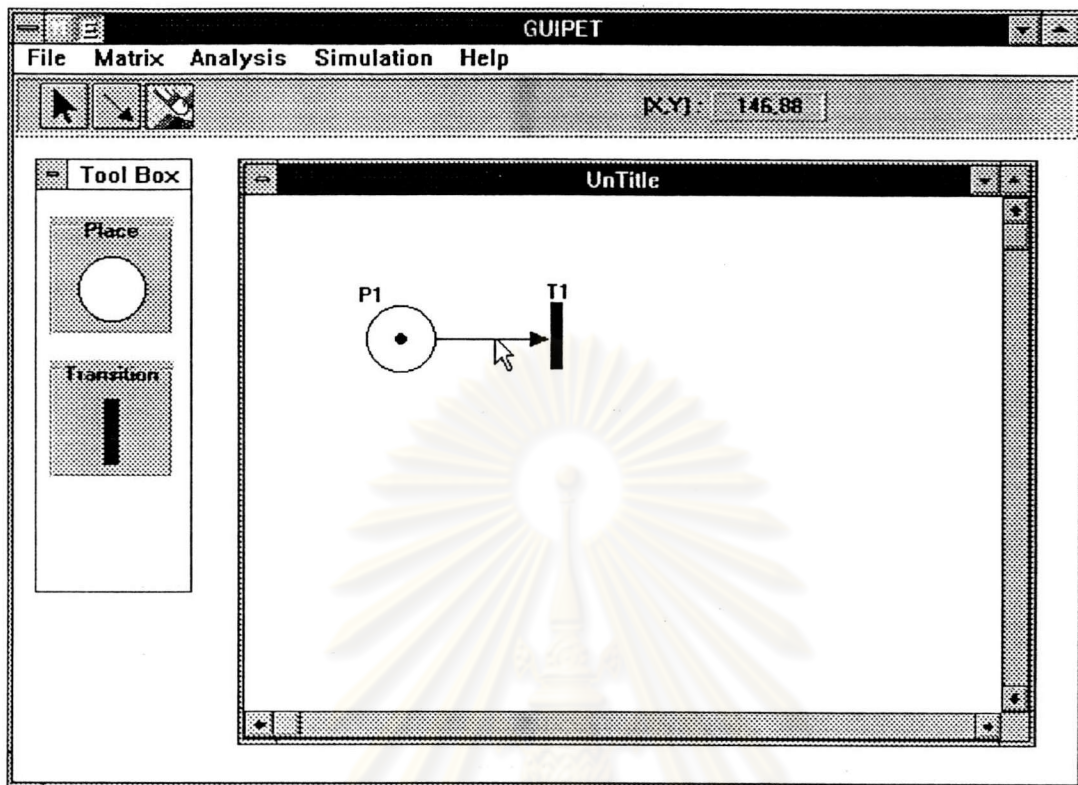 GUIPET
File Matrix Analysis Simulation Help
[X,Y] : 146,88
Tool Box
UnTitle
Place
P1
T1
Transition